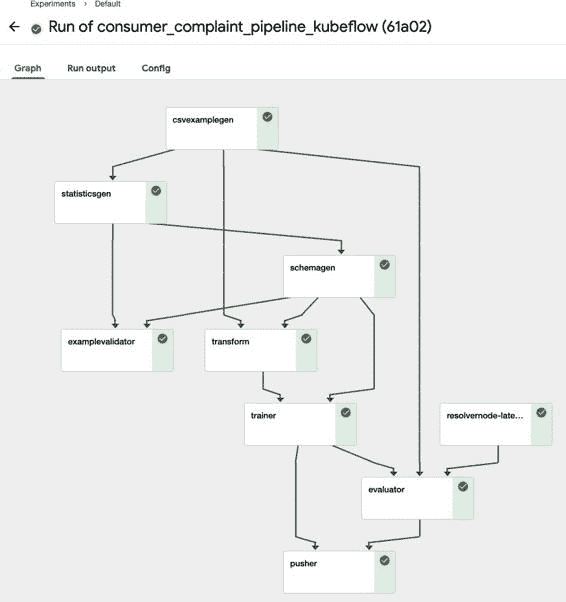 Experiments > Default
Run of consumer_complaint_pipeline_kubeflow (61a02)
Graph Run output Config
csvexamplegen
statisticsgen
schemagen
examplevalidator
transform
trainer
resolvernode-late...
evaluator
pusher